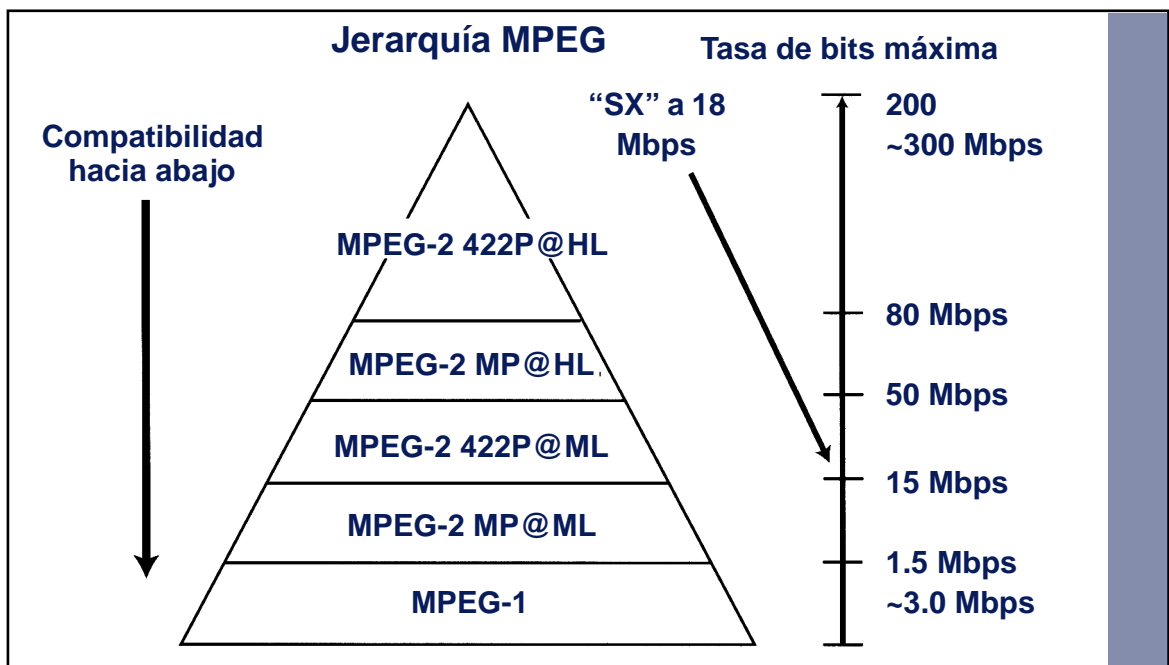 Jerarquía MPEG
Tasa de bits máxima
Compatibilidad
hacia abajo
“SX” a 18
Mbps
200
~300 Mbps
MPEG-2 422P@HL
80 Mbps
MPEG-2 MP@HL
50 Mbps
MPEG-2 422P@ML
15 Mbps
MPEG-2 MP@ML
1.5 Mbps
~3.0 Mbps
MPEG-1